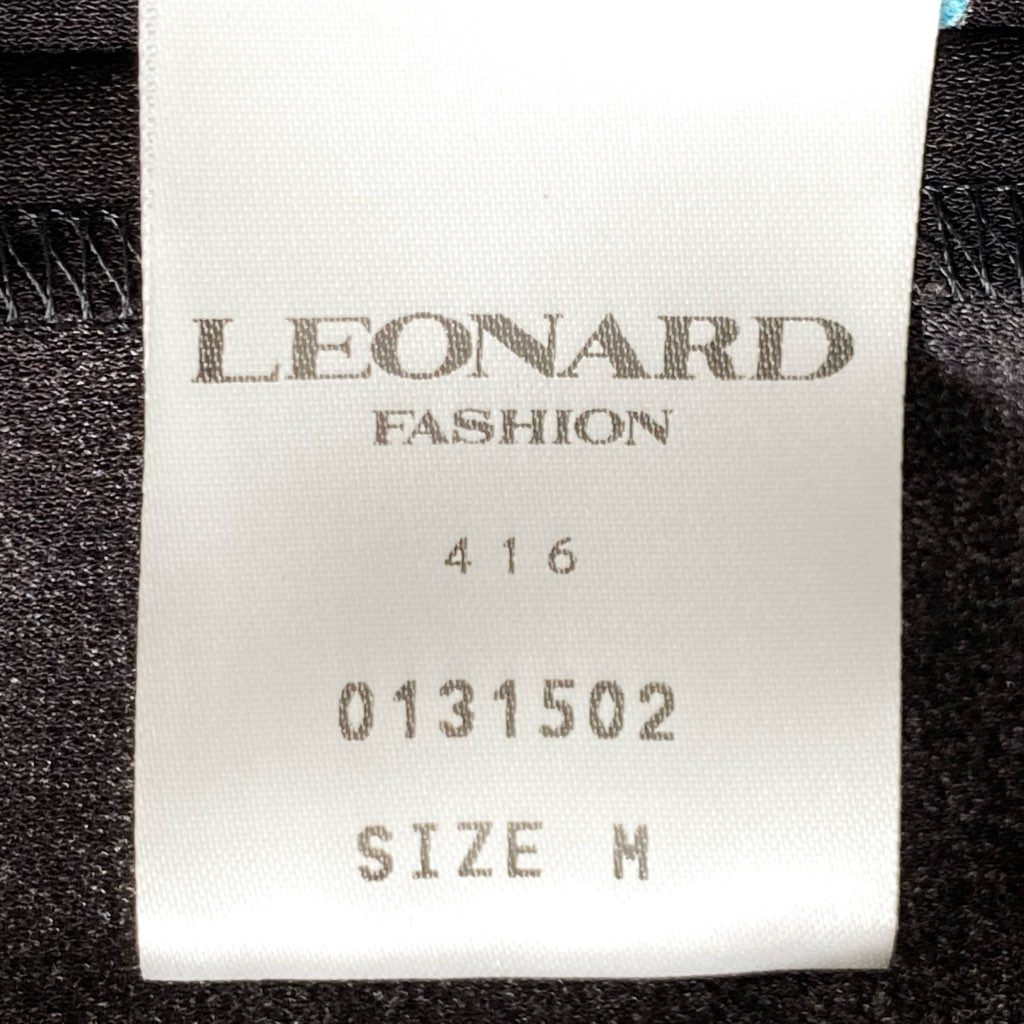 LEONARD
FASHION
416
0131502
SIZE M